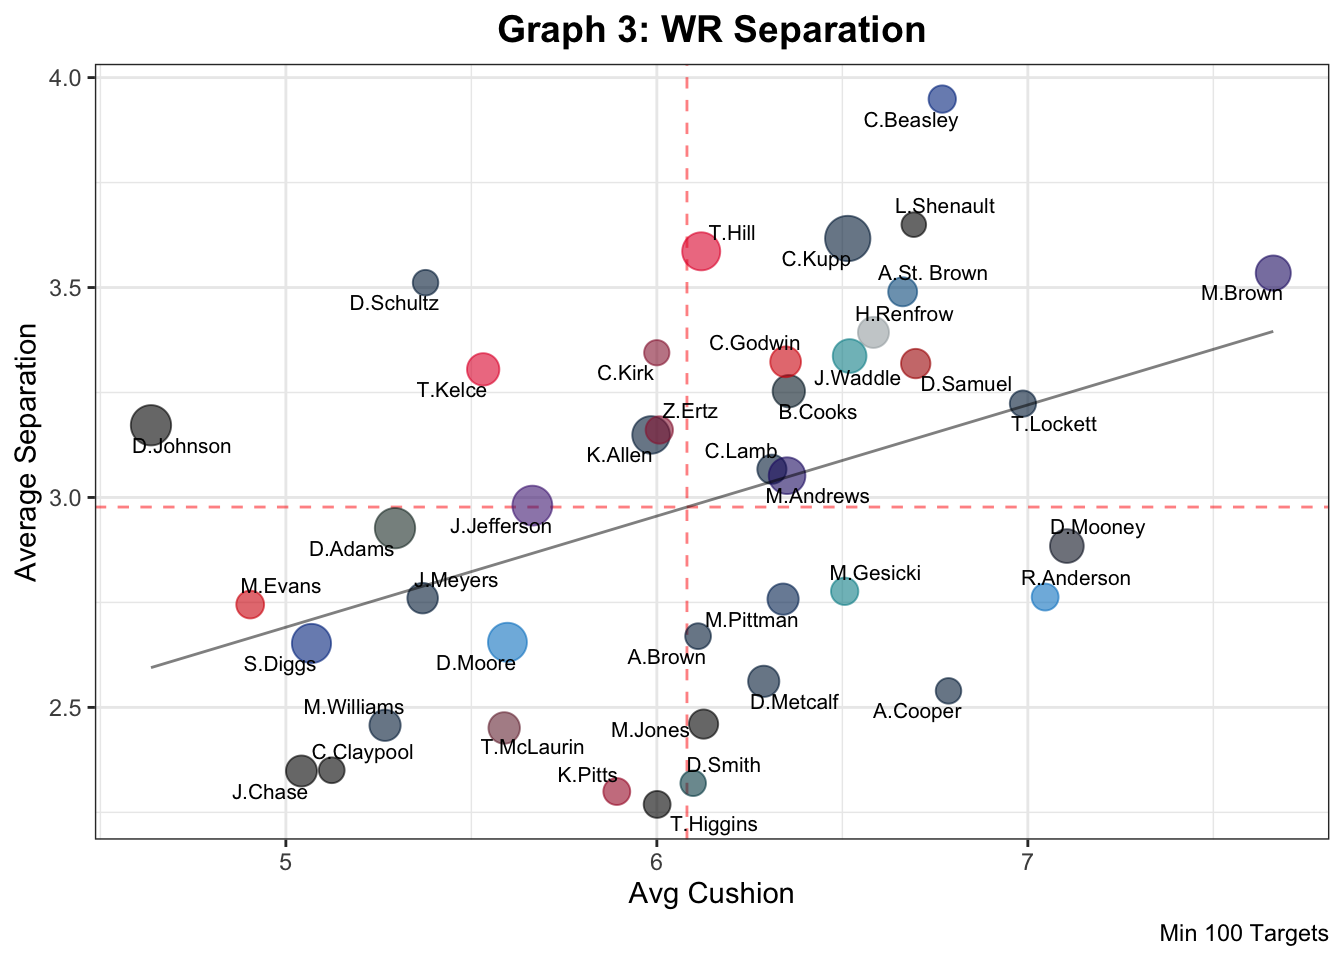 Graph 3: WR Separation
4.0
C.Beasley
L.Shenault
T.Hill
C.Kupp
A.St. Brown
3.5
M.Brown
D.Schultz
H.Renfrow
C.Godwin
C.Kirk
J.Waddle
D.Samuel
T.Kelce
Z.Ertz
B.Cooks
T.Lockett
D.Johnson
K.Allen
C.Lamb
3.0
M.Andrews
J.Jefferson
D.Mooney
D.Adams
M.Gesicki
R.Anderson
J.Meyers
M.Evans
M.Pittman
A.Brown
S.Diggs
D.Moore
D.Metcalf
2.5
M.Williams
A.Cooper
M.Jones
T.McLaurin
C.Claypool
D.Smith
K.Pitts
J.Chase
T.Higgins
Average Separation
5
6
7
Avg Cushion
Min 100 Targets